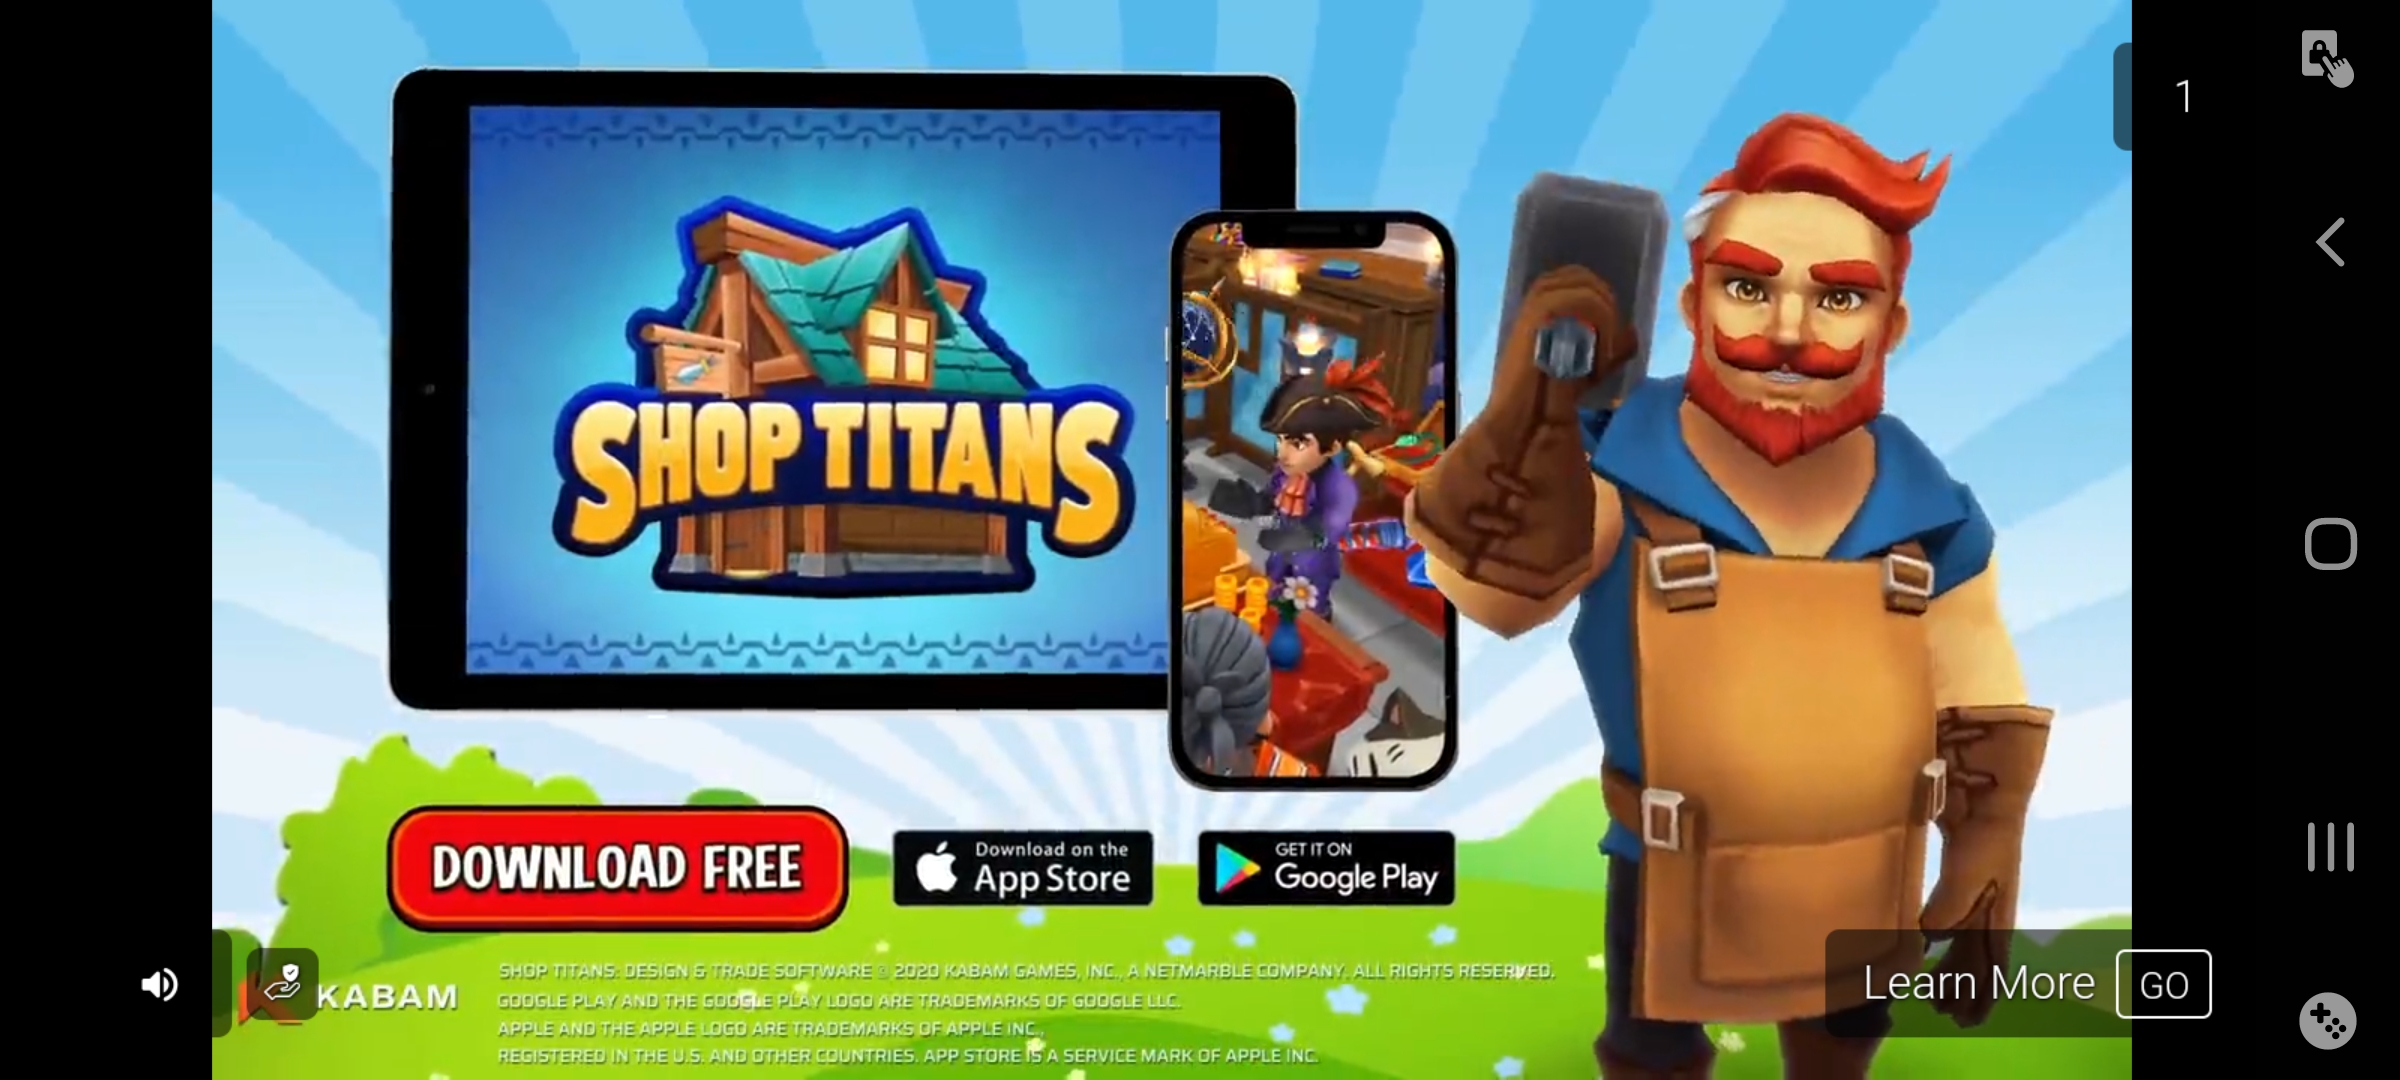 1
SHOP TITANS
DOWNLOAD FREE
Download on the
App Store
GET IT ON
Google Play
KABAM
SHOP TITANS: DESIGN & TRADE SOFTWARE © 2020 KABAM GAMES, INC., A NETMARBLE COMPANY. ALL RIGHTS RESERVED.
GOOGLE PLAY AND THE GOOGLE PLAY LOGO ARE TRADEMARKS OF GOOGLE LLC.
APPLE AND THE APPLE LOGO ARE TRADEMARKS OF APPLE INC.,
REGISTERED IN THE U.S. AND OTHER COUNTRIES. APP STORE IS A SERVICE MARK OF APPLE INC.
Learn More
GO